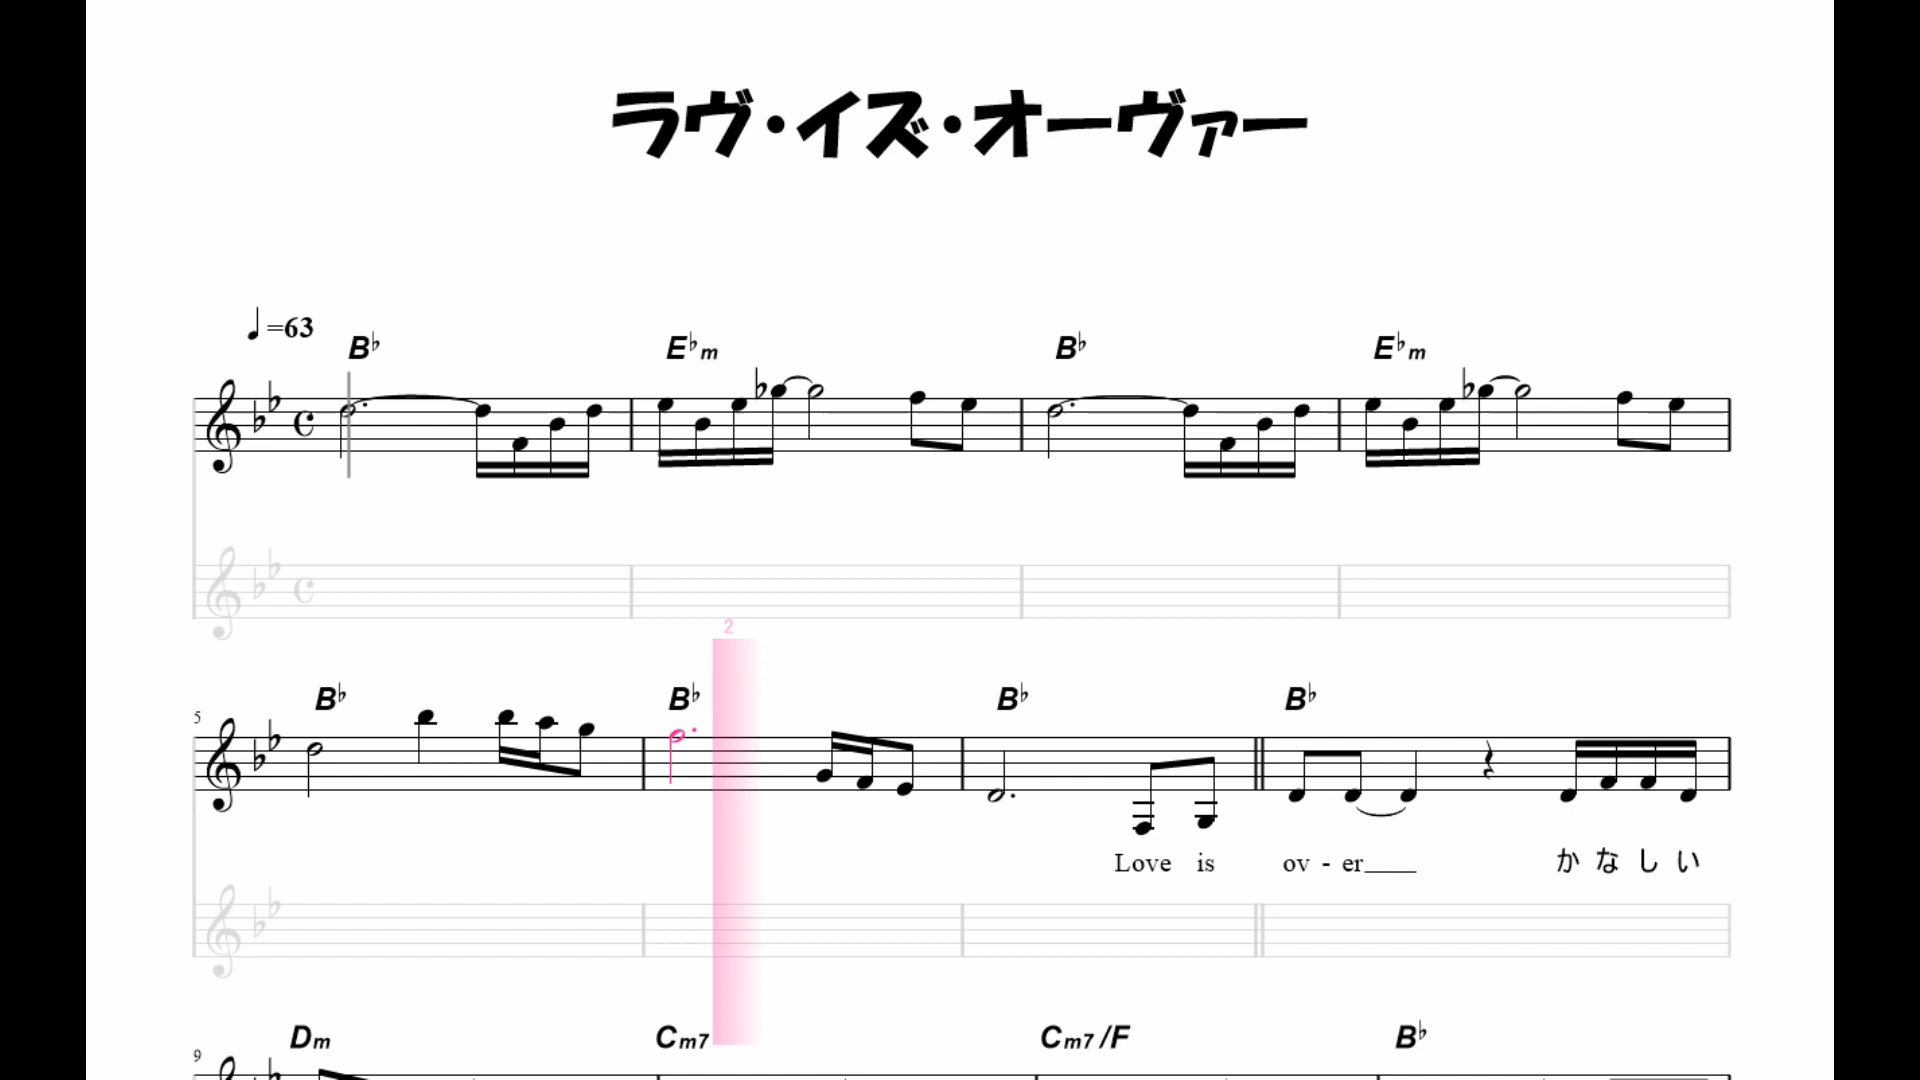 ラヴ・イズ・オーヴァー
♩=63
B♭ E♭m B♭ E♭m
2
B♭ B♭ B♭ B♭
5
Love is ov - er かなしい
Dm Cm7 Cm7/F B♭
9